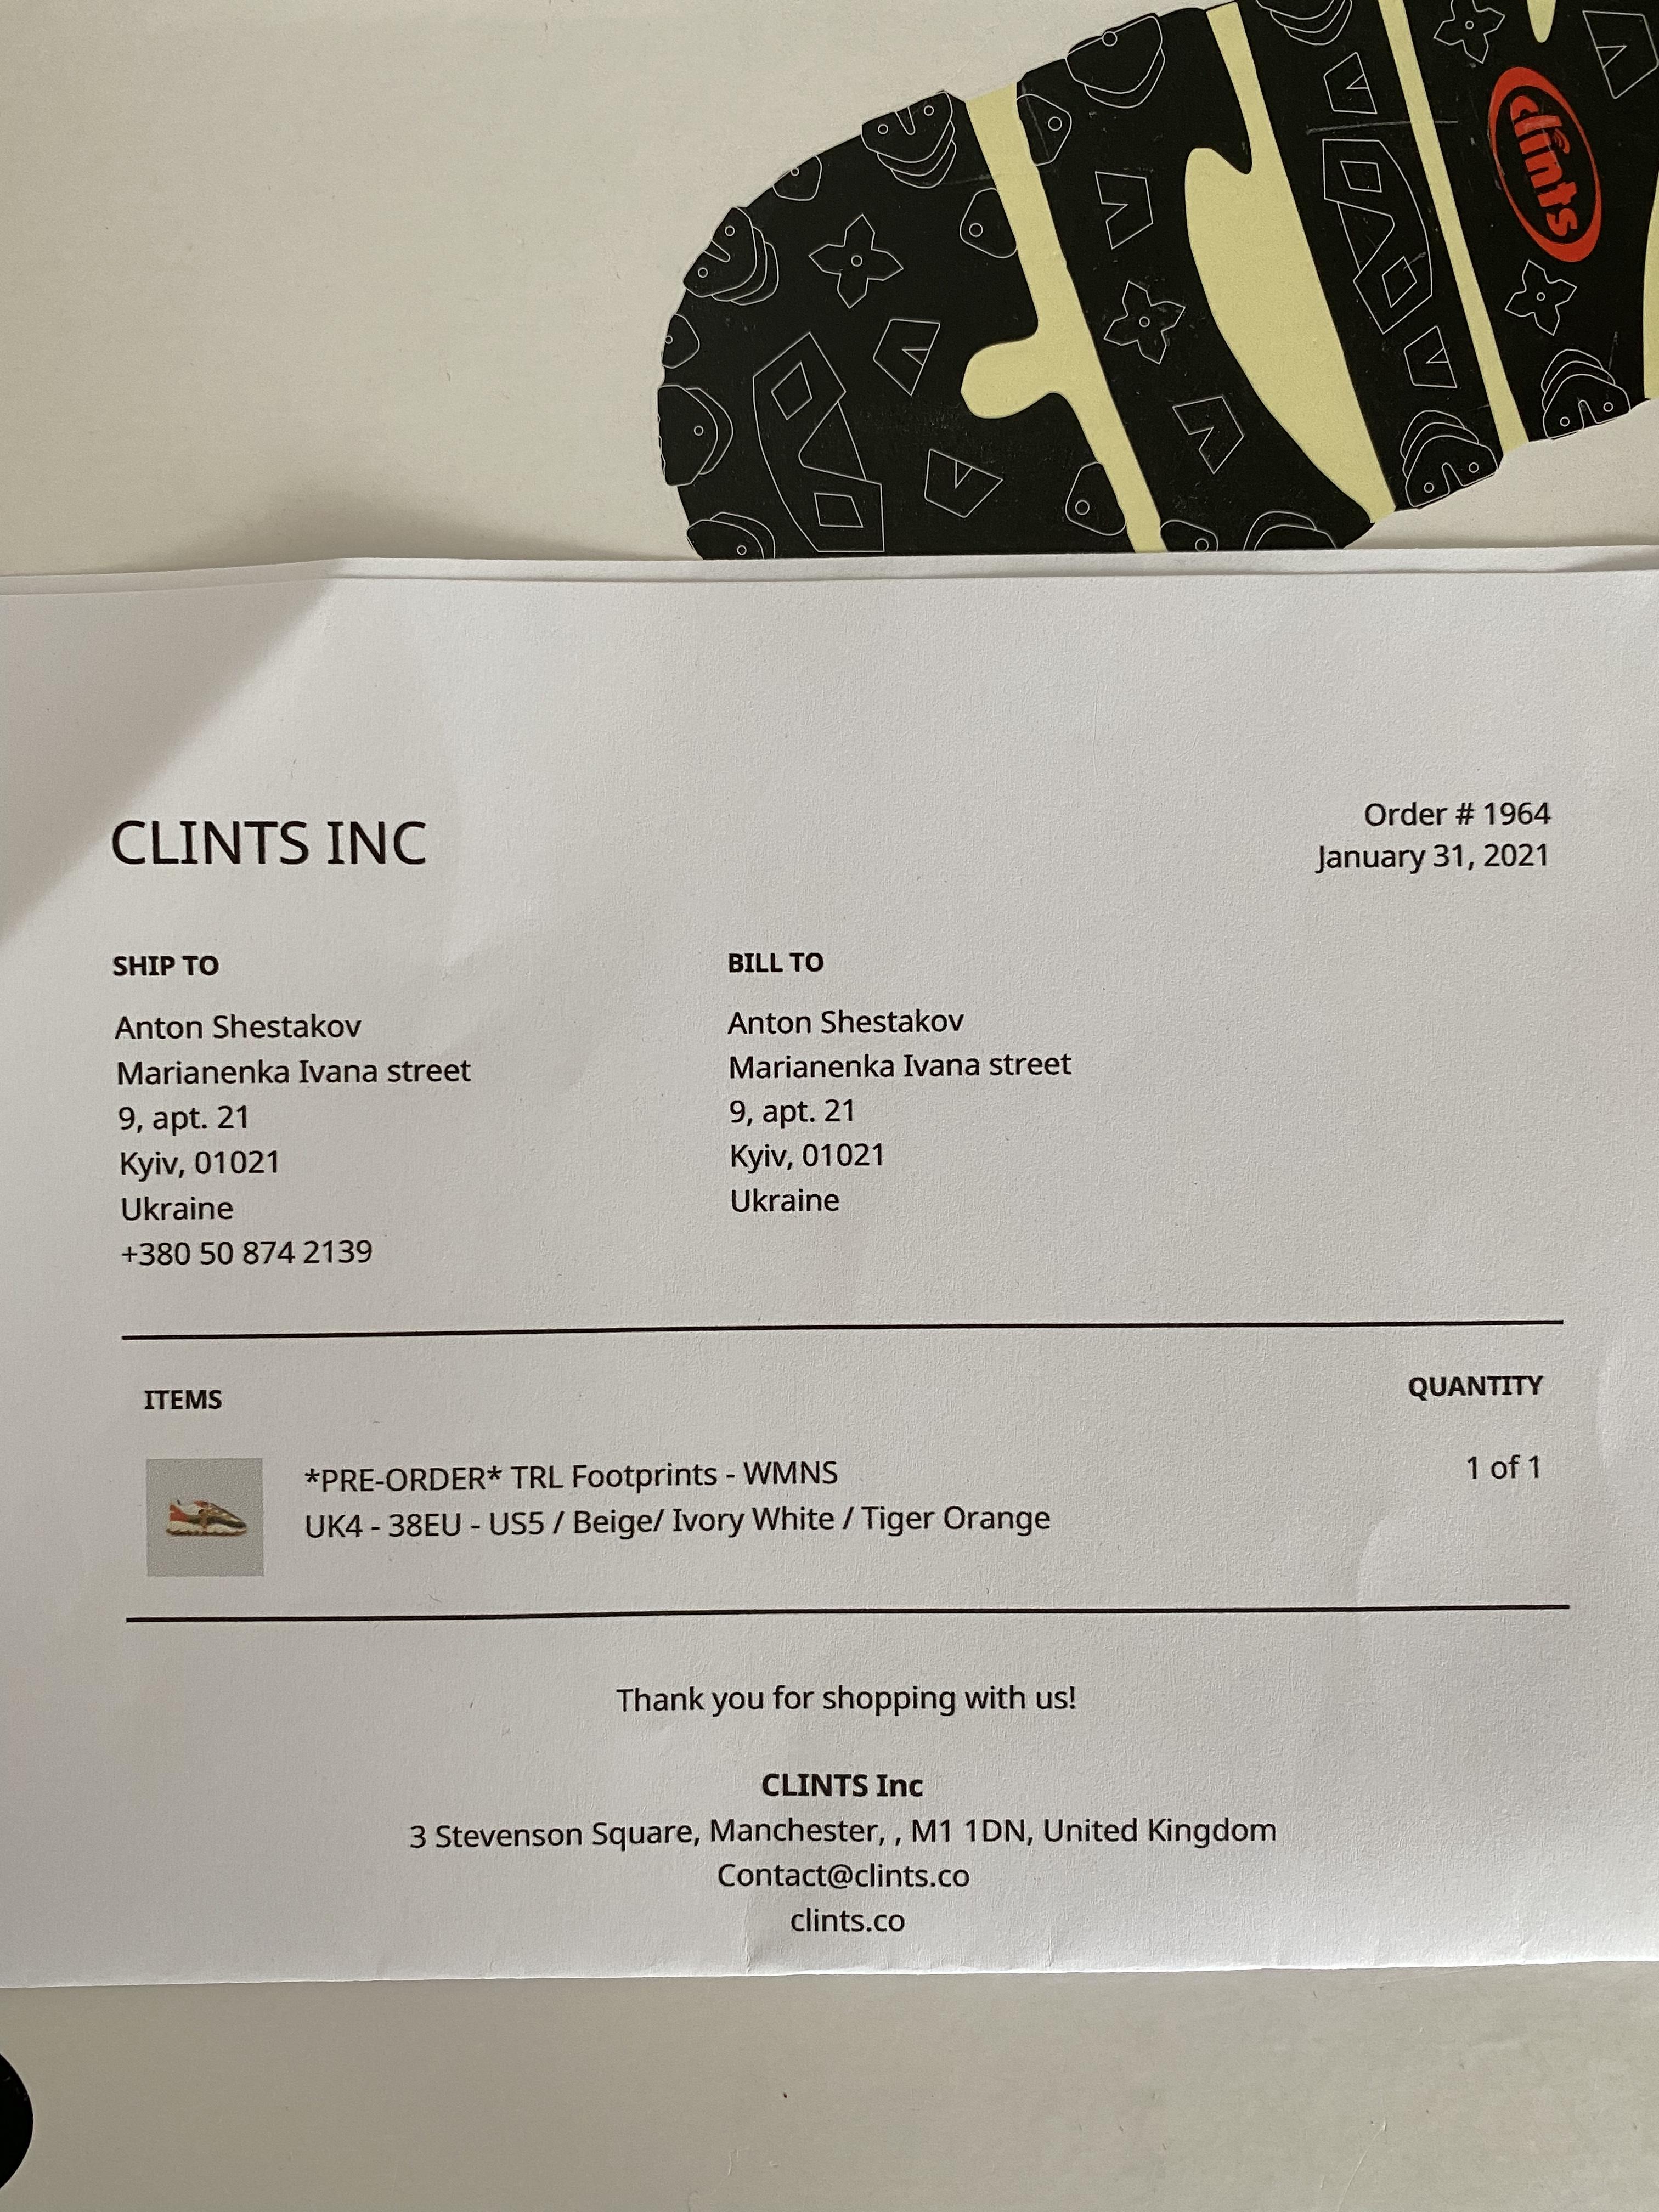 clints
CLINTS INC
Order # 1964
January 31, 2021
SHIP TO
Anton Shestakov
Marianenka Ivana street
9, apt. 21
Kyiv, 01021
Ukraine
+380 50 874 2139
BILL TO
Anton Shestakov
Marianenka Ivana street
9, apt. 21
Kyiv, 01021
Ukraine
ITEMS
QUANTITY
*PRE-ORDER* TRL Footprints - WMNS
1 of 1
UK4 - 38EU - US5 / Beige/ Ivory White / Tiger Orange
Thank you for shopping with us!
CLINTS Inc
3 Stevenson Square, Manchester, , M1 1DN, United Kingdom
Contact@clints.co
clints.co